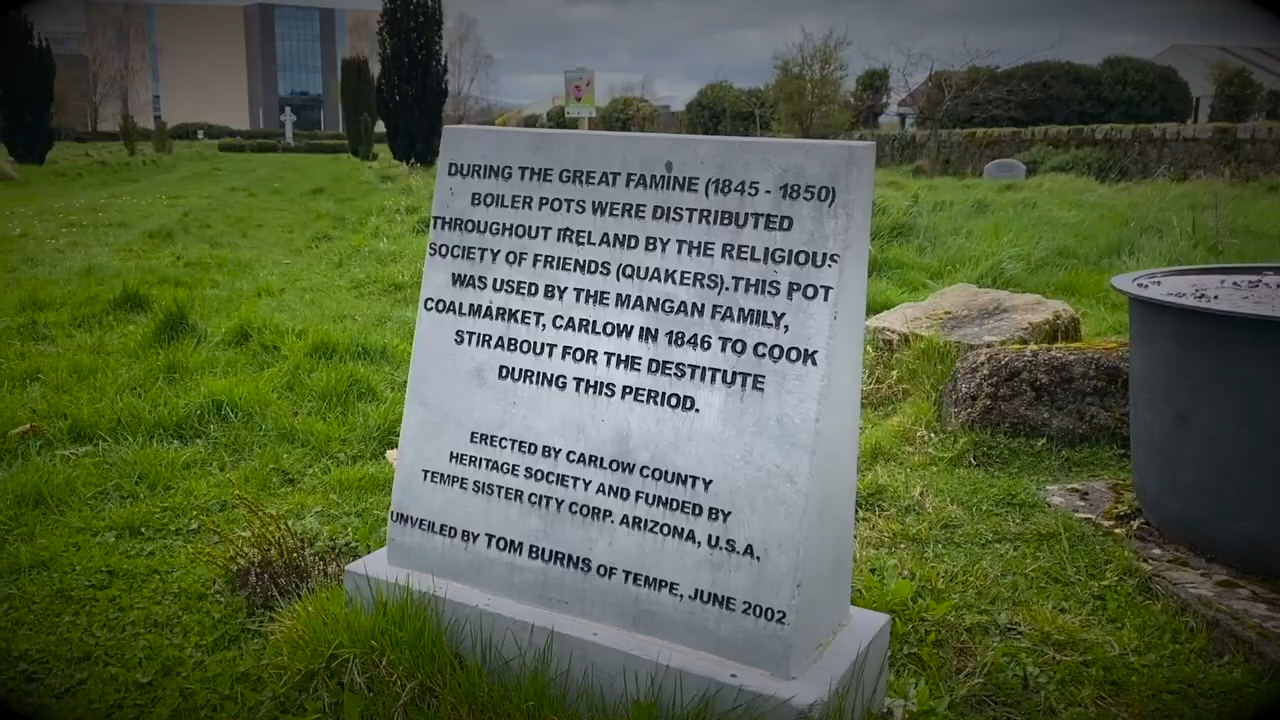 DURING THE GREAT FAMINE (1845 - 1850)
BOILER POTS WERE DISTRIBUTED
THROUGHOUT IRELAND BY THE RELIGIOUS
SOCIETY OF FRIENDS (QUAKERS).THIS POT
WAS USED BY THE MANGAN FAMILY,
COALMARKET, CARLOW IN 1846 TO COOK
STIRABOUT FOR THE DESTITUTE
DURING THIS PERIOD.
ERECTED BY CARLOW COUNTY
HERITAGE SOCIETY AND FUNDED BY
TEMPE SISTER CITY CORP. ARIZONA, U.S.A.
UNVEILED BY TOM BURNS OF TEMPE, JUNE 2002.